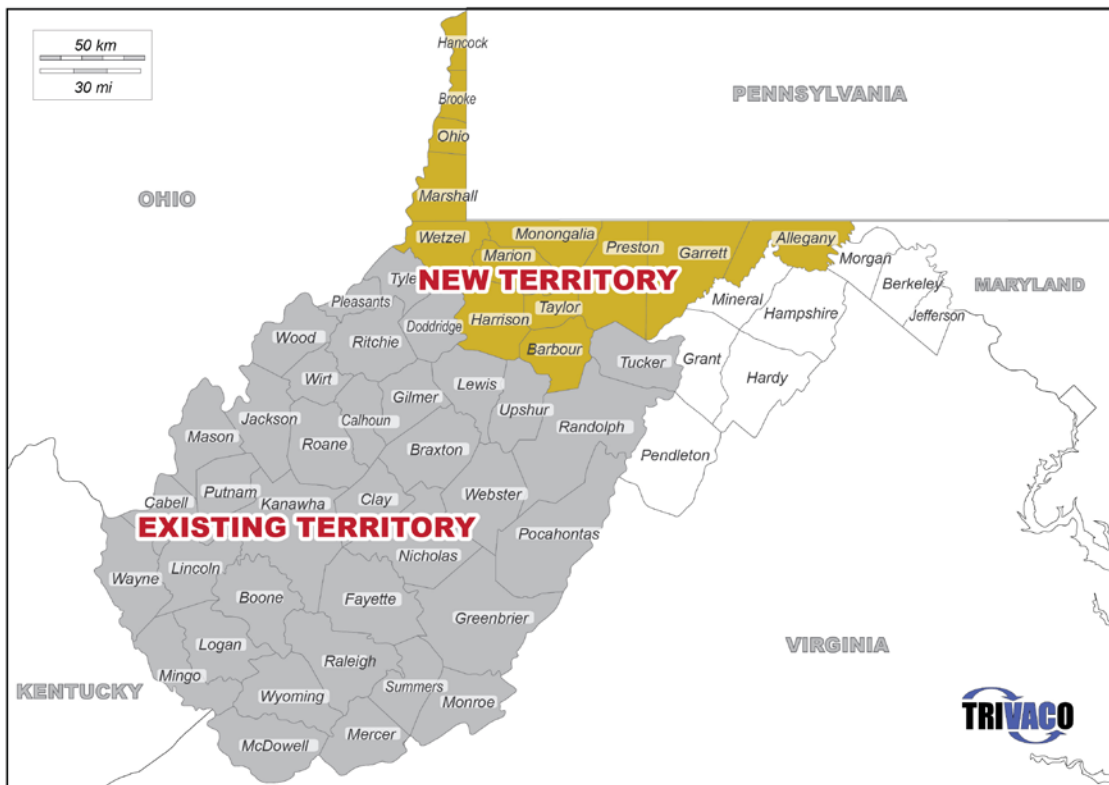 50 km
30 mi
Hancock
PENNSYLVANIA
Brooke
Ohio
OHIO
Marshall
Wetzel
Monongalia
Preston
Garrett
Allegany
Marion
Morgan
NEW TERRITORY
Berkeley
MARYLAND
Pleasants
Mineral
Hampshire
Jefferson
Taylor
Harrison
Doddridge
Wood
Ritchie
Barbour
Tucker
Grant
Hardy
Wirt
Lewis
Gilmer
Upshur
Jackson
Calhoun
Randolph
Mason
Roane
Braxton
Pendleton
Cabell
Putnam
Kanawha
Clay
Webster
EXISTING TERRITORY
Pocahontas
Nicholas
Wayne
Lincoln
Boone
Fayette
Greenbrier
Logan
VIRGINIA
Raleigh
Mingo
KENTUCKY
Wyoming
Summers
Monroe
TRIVACO
Mercer
McDowell